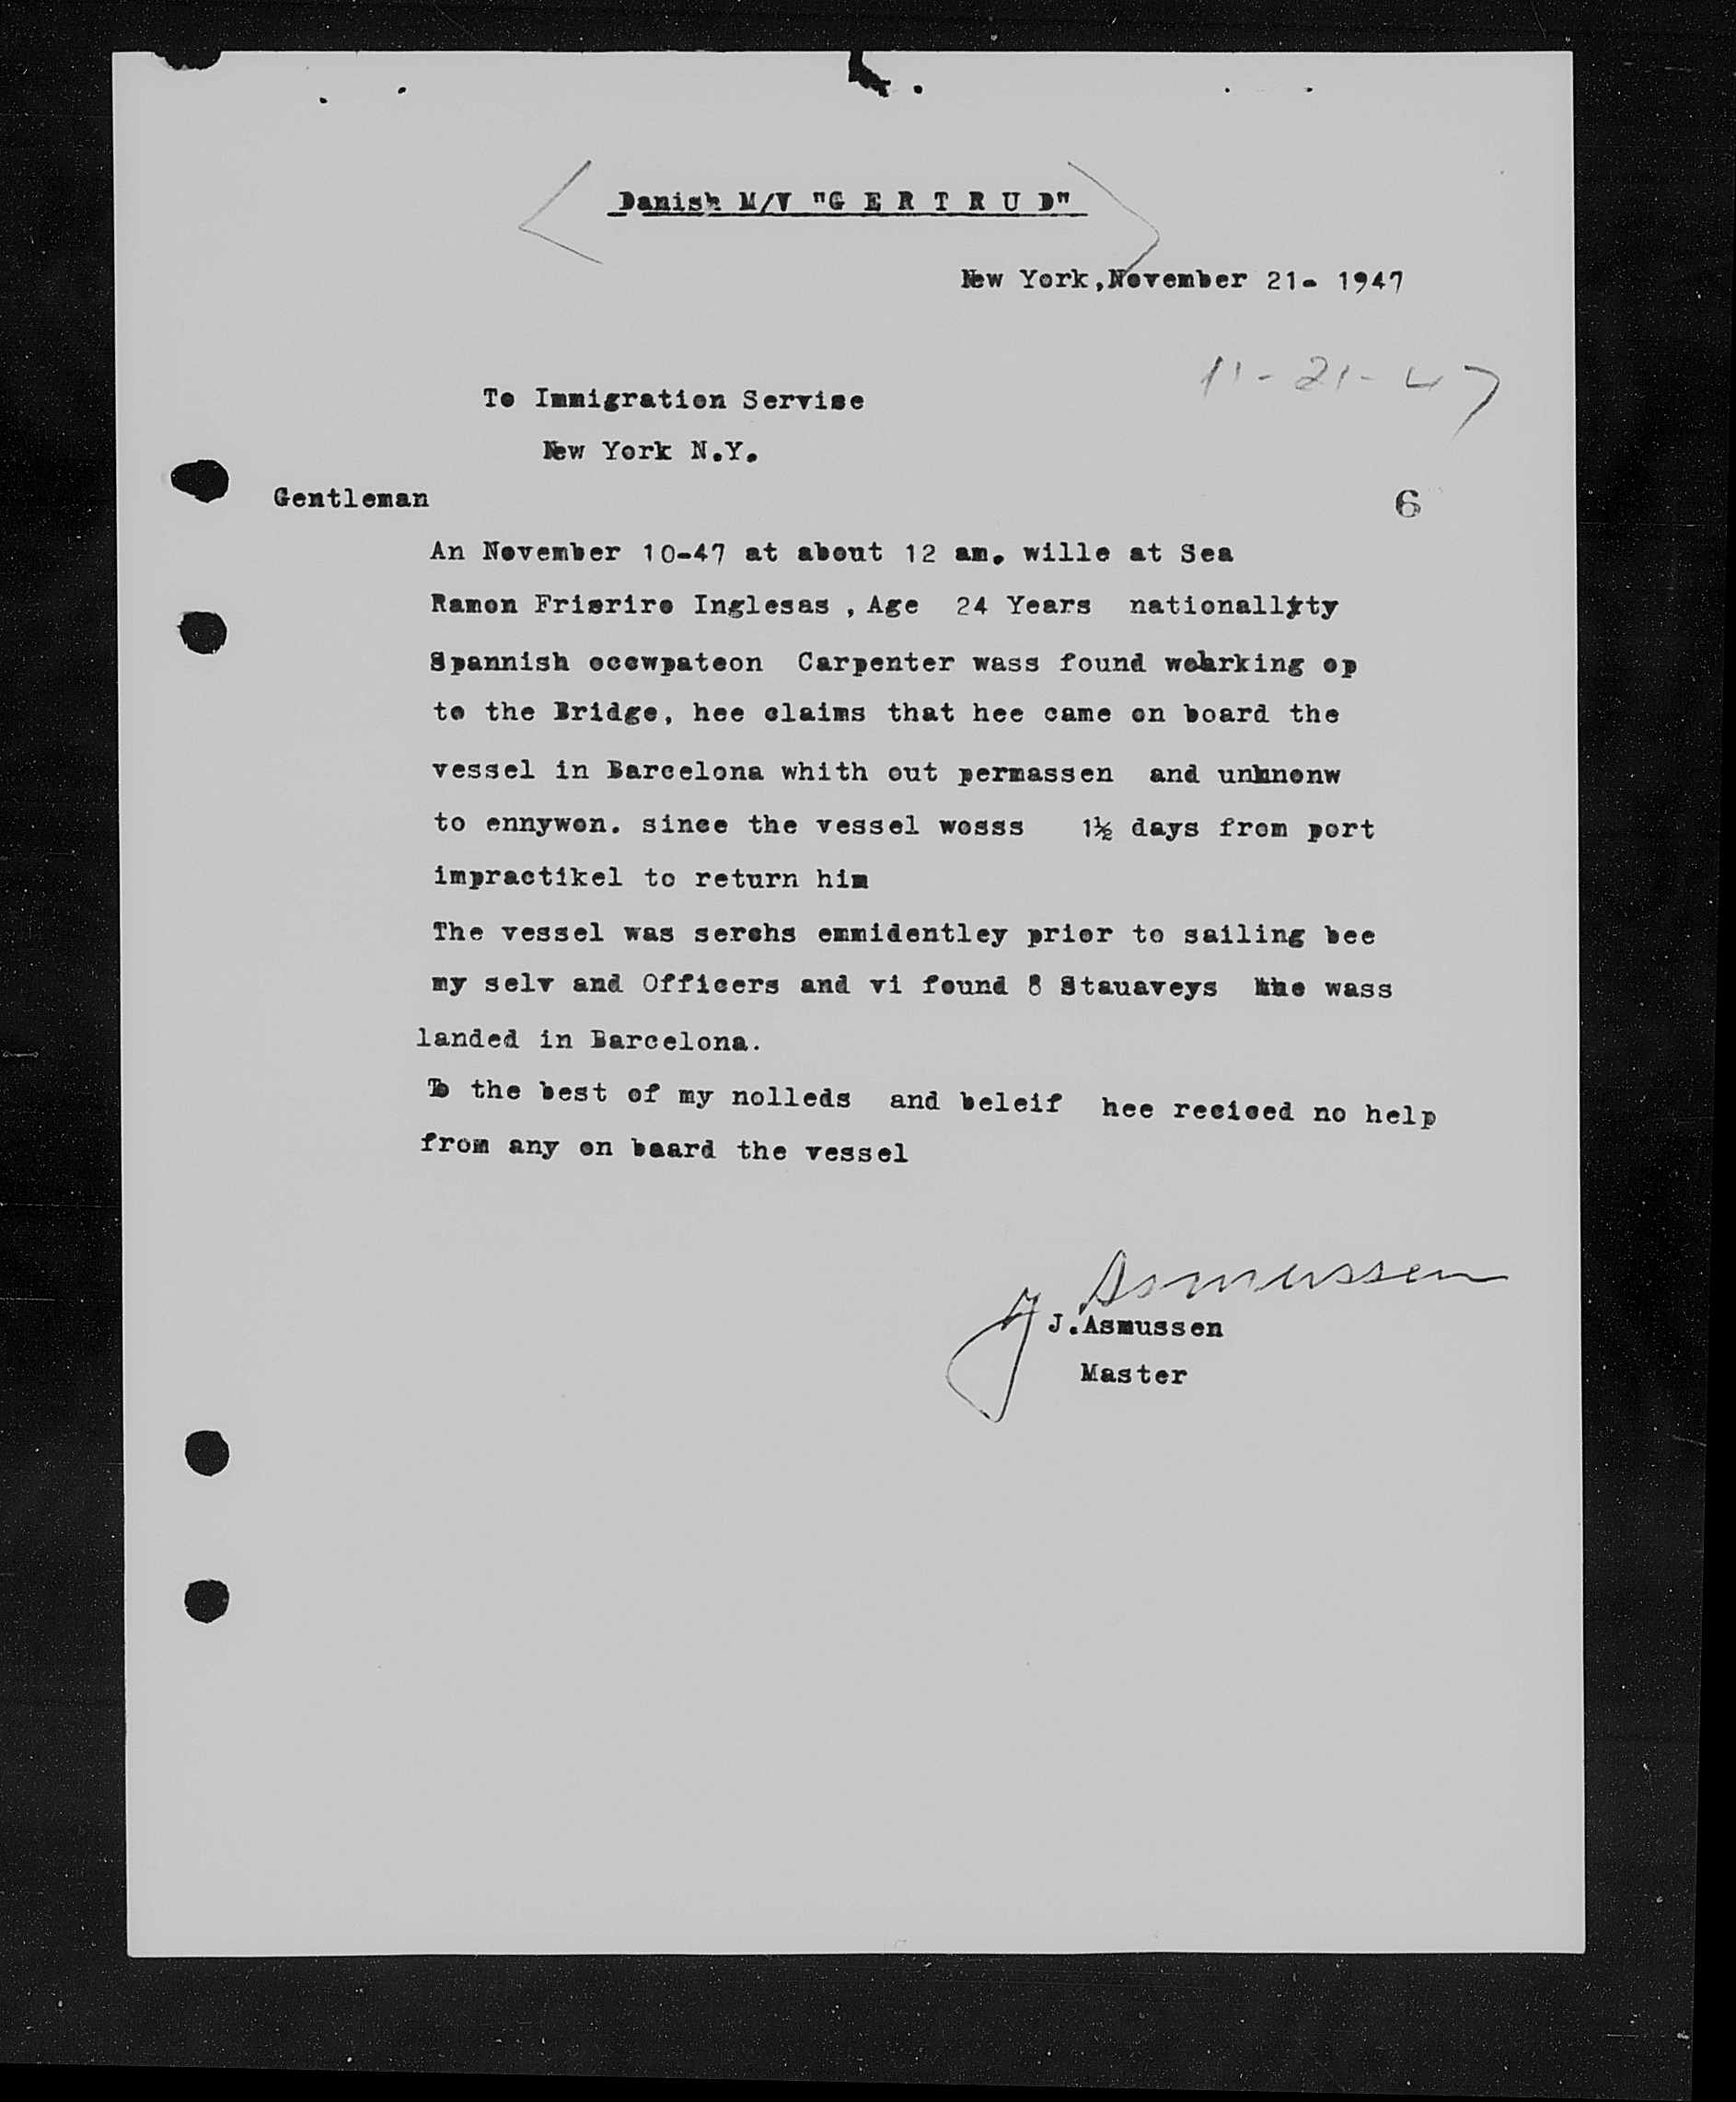 Danish M/V "G E R T R U D"
New York,November 21- 1947
11-21-47
To Immigration Servise
New York N.Y.
Gentleman
6
An November 10-47 at about 12 am. wille at Sea
Ramon Frisriro Inglesas , Age 24 Years nationallyty
Spannish occwpateon Carpenter wass found woarking op
to the Bridge, hee claims that hee came on board the
vessel in Barcelona whith out permassen and unknonw
to ennywon. since the vessel wosss 1½ days from port
impractikel to return him
The vessel was serchs emmidentley prior to sailing bee
my selv and Officers and vi found 8 Stauaveys wass
landed in Barcelona.
To the best of my nolleds and beleif hee recioed no help
from any on baard the vessel
J. Asmussen
J.Asmussen
Master